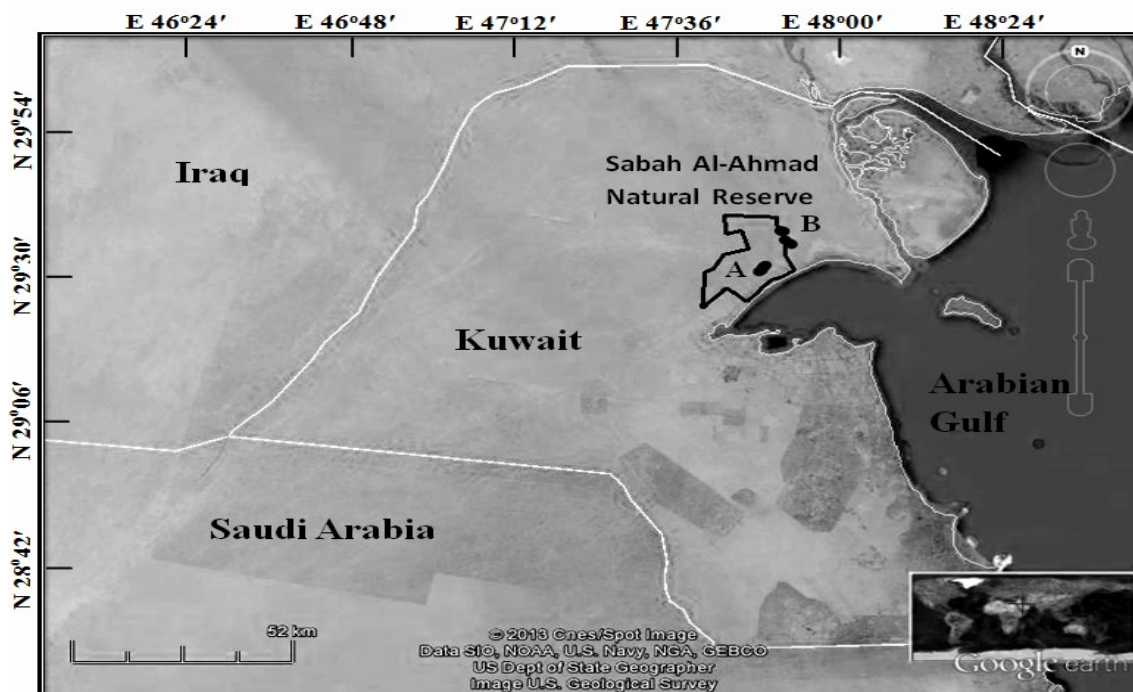 E 46°24′ E 46°48′ E 47°12′ E 47°36′ E 48°00′ E 48°24′
N
N 29°54′
Iraq
Sabah Al-Ahmad
Natural Reserve
B
A
N 29°30′
Kuwait
Arabian
Gulf
N 29°06′
Saudi Arabia
N 28°42′
52 km
© 2013 Cnes/Spot Image
Data SIO, NOAA, U.S. Navy, NGA, GEBCO
US Dept of State Geographer
Image U.S. Geological Survey
Google earth